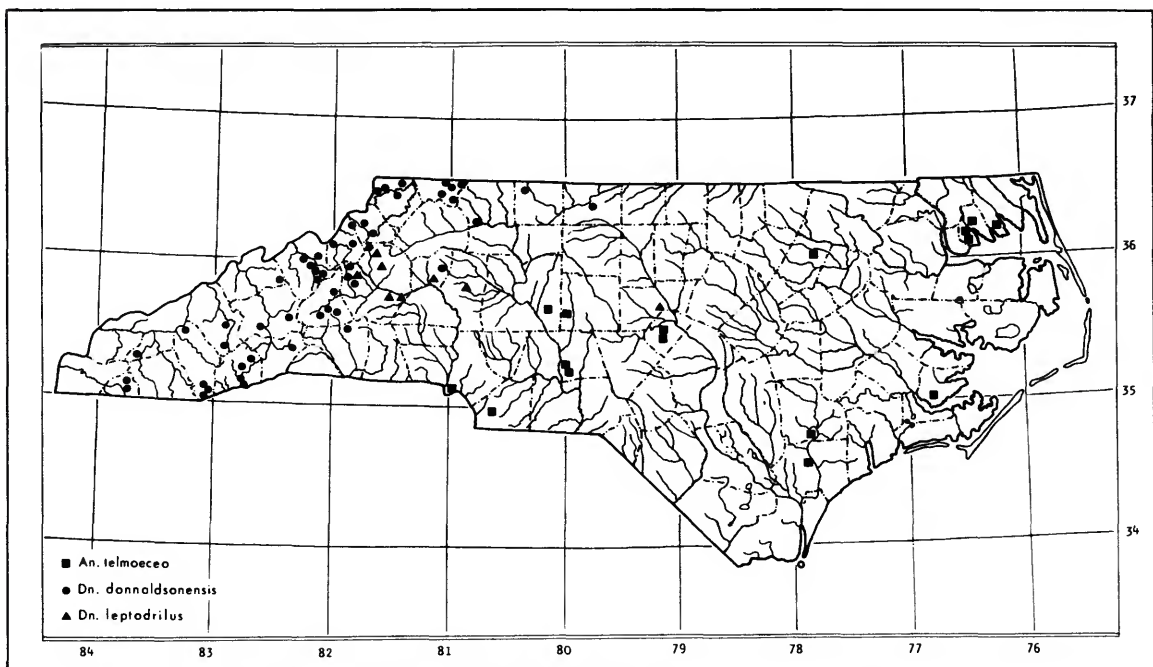 37
36
35
34
■ An. telmoeceo
● Dn. donnaldsonensis
▲ Dn. leptodrilus
84 83 82 81 80 79 78 77 76